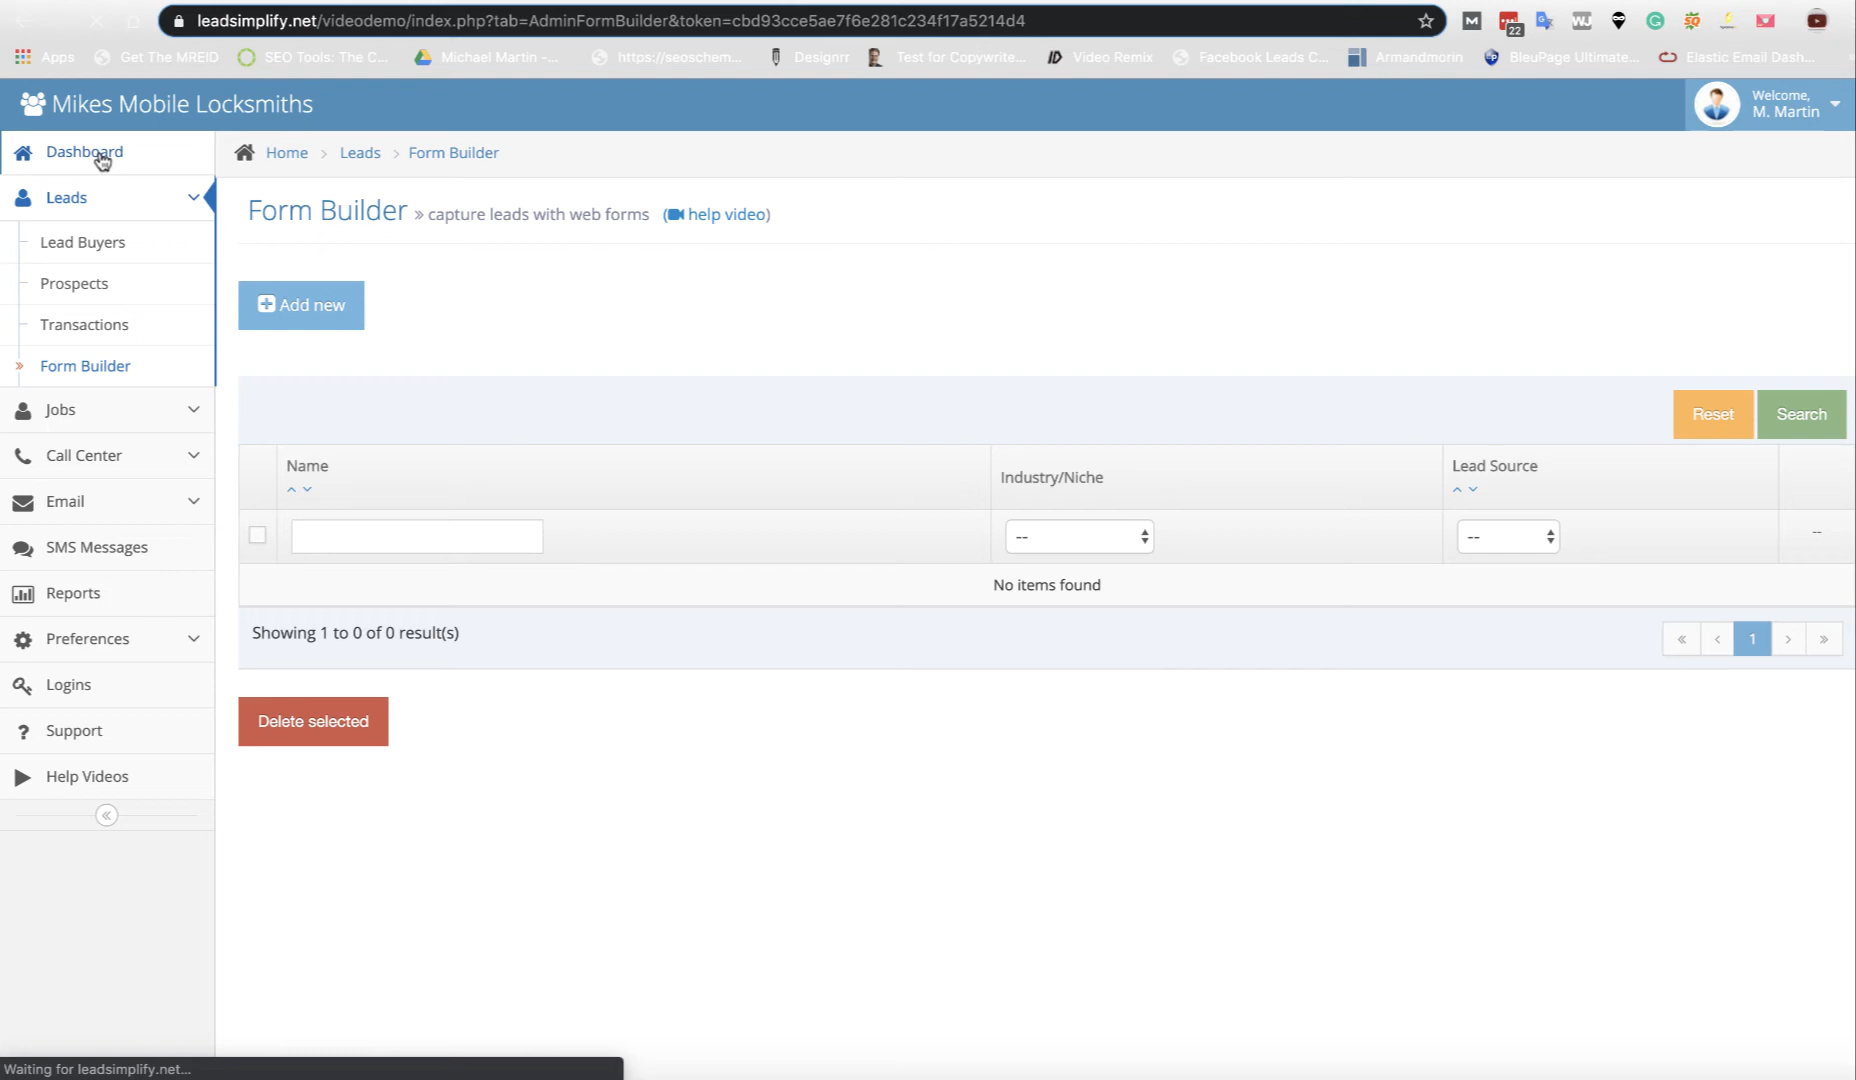 leadsimplify.net/videodemo/index.php?tab=AdminFormBuilder&token=cbd93cce5ae7f6e281c234f17a5214d4
M
22
WJ
Apps
Get The MREID
SEO Tools: The C...
Michael Martin -...
https://seoschem...
Designrr
Test for Copywrite...
Video Remix
Facebook Leads C...
Armandmorin
BleuPage Ultimate...
Elastic Email Dash...
Mikes Mobile Locksmiths
Welcome,
M. Martin
Dashboard
Home > Leads > Form Builder
Leads
Form Builder » capture leads with web forms (help video)
Lead Buyers
Prospects
Add new
Transactions
» Form Builder
Jobs
Reset
Search
Call Center
Name
Industry/Niche
Lead Source
Email
--
--
--
SMS Messages
No items found
Reports
Showing 1 to 0 of 0 result(s)
« ‹ 1 › »
Preferences
Logins
Delete selected
Support
Help Videos
«
Waiting for leadsimplify.net...